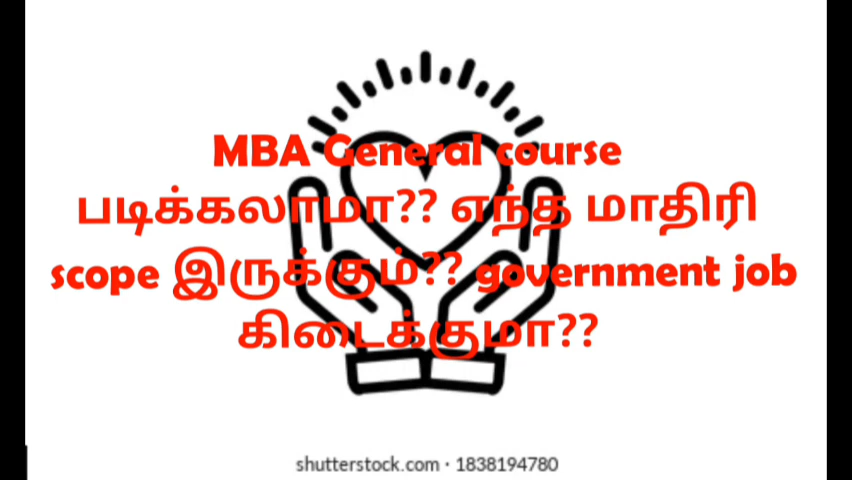 MBA General course
படிக்கலாமா?? எந்த மாதிரி
scope இருக்கும்?? government job
கிடைக்குமா??
shutterstock.com · 1838194780